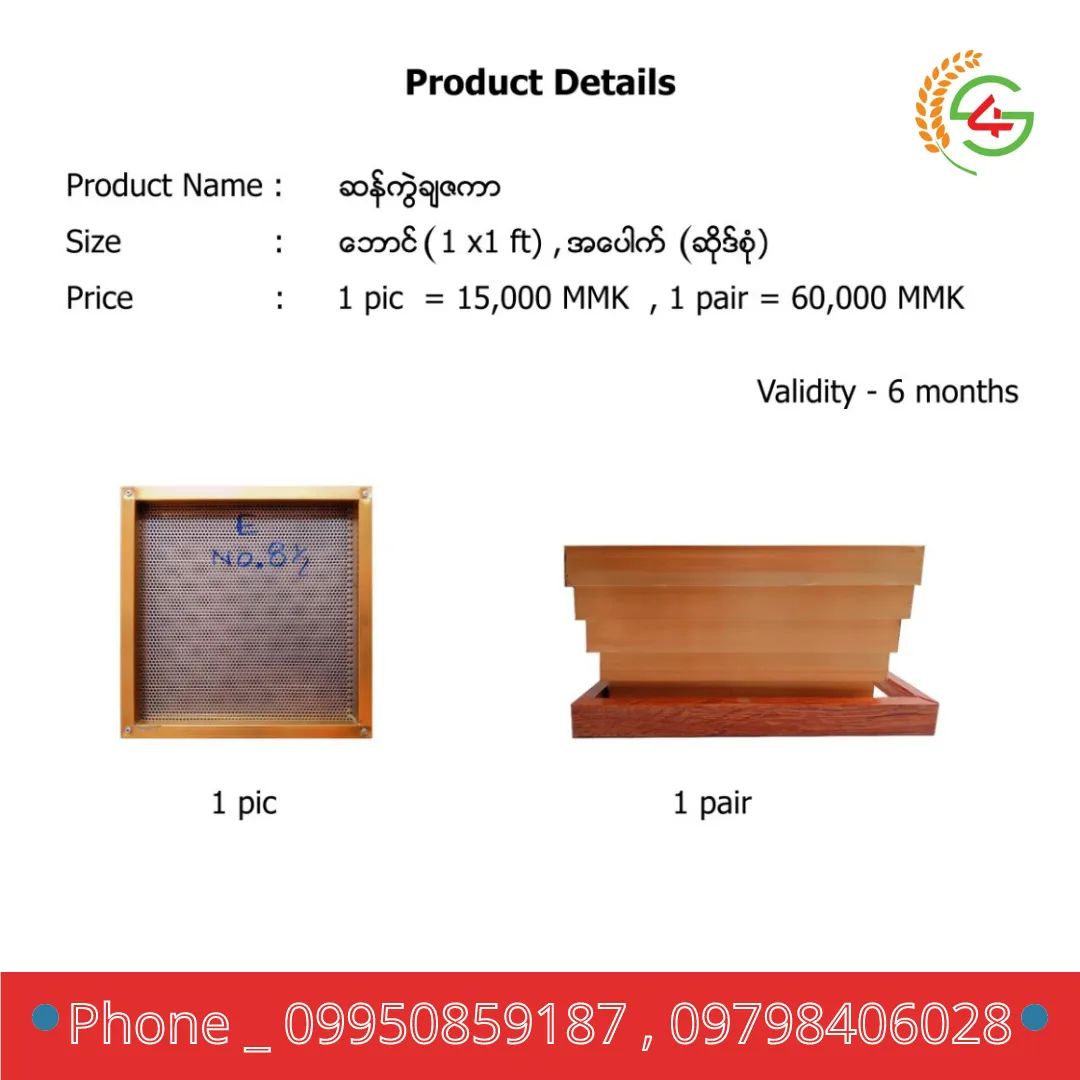 Product Details
Product Name : ဆန်ကွဲချဇကာ
Size : ဘောင် ( 1 x1 ft) , အပေါက် (ဆိုဒ်စုံ)
Price : 1 pic = 15,000 MMK , 1 pair = 60,000 MMK
Validity - 6 months
E
NO.8½
1 pic
1 pair
Phone _ 09950859187 , 09798406028